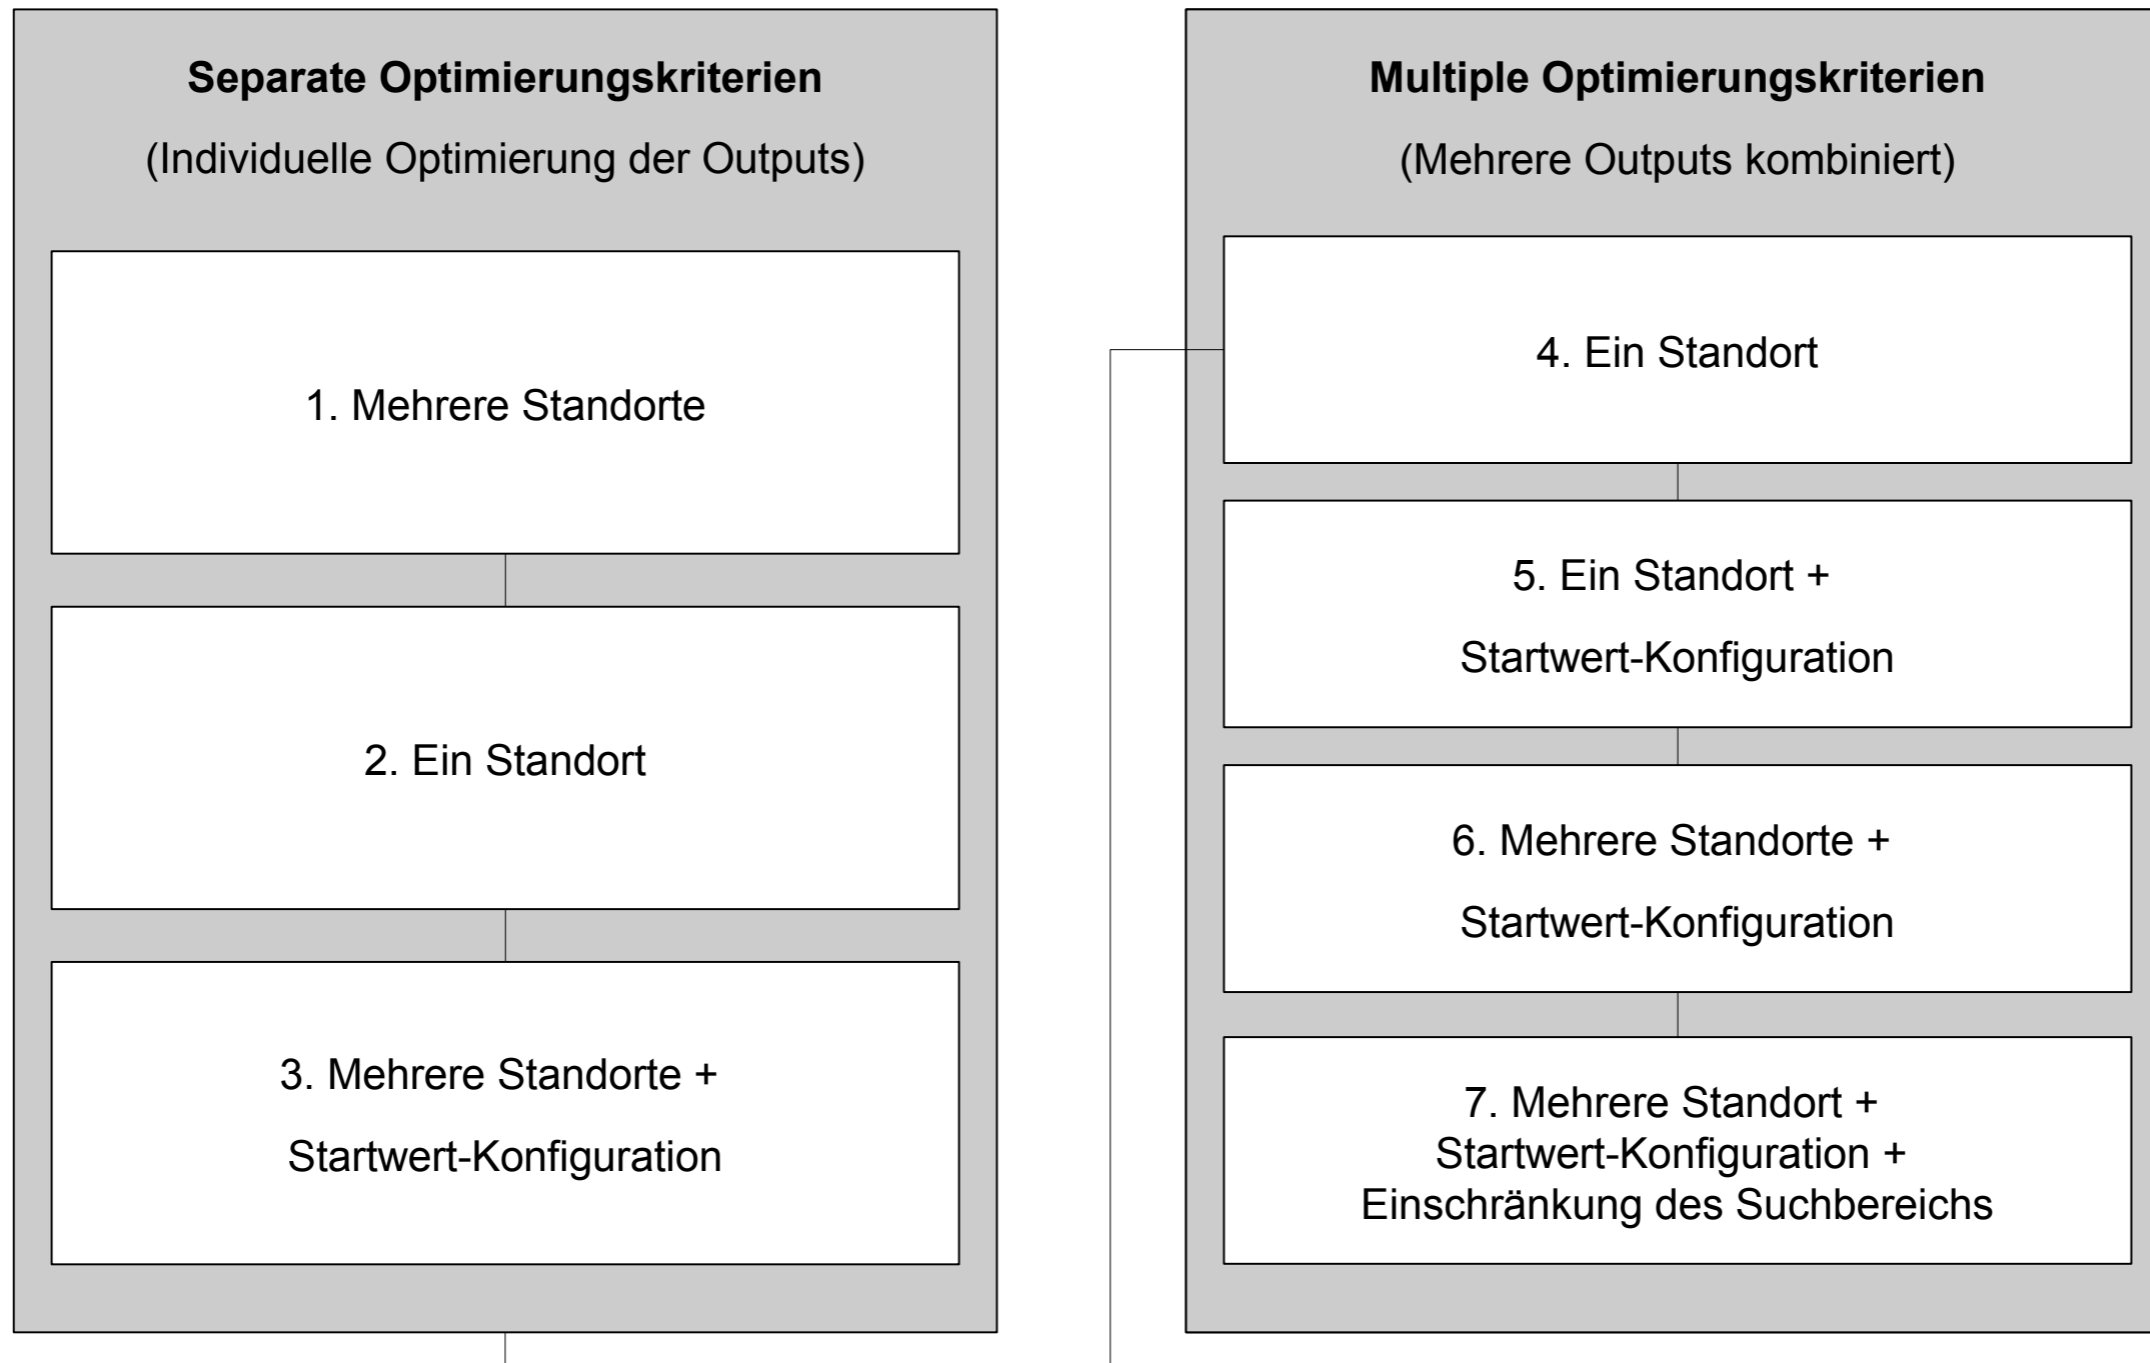 Separate Optimierungskriterien
(Individuelle Optimierung der Outputs)
1. Mehrere Standorte
2. Ein Standort
3. Mehrere Standorte +
Startwert-Konfiguration
Multiple Optimierungskriterien
(Mehrere Outputs kombiniert)
4. Ein Standort
5. Ein Standort +
Startwert-Konfiguration
6. Mehrere Standorte +
Startwert-Konfiguration
7. Mehrere Standort +
Startwert-Konfiguration +
Einschränkung des Suchbereichs